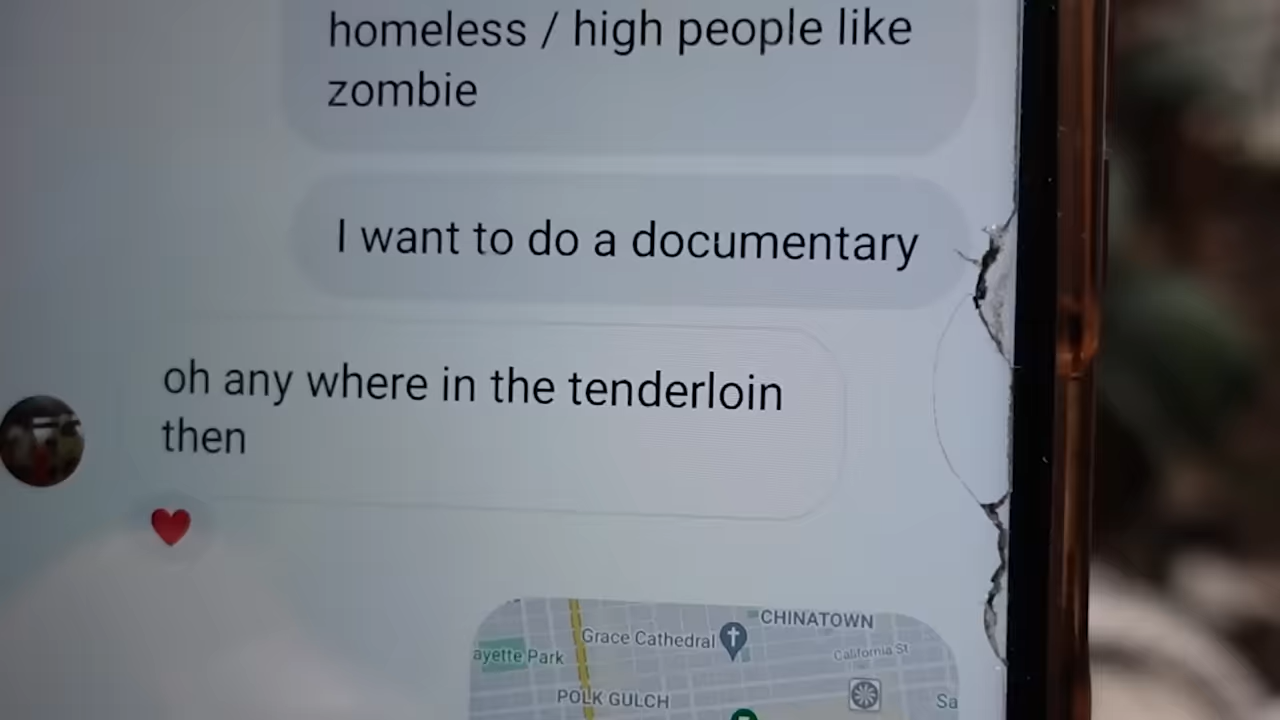 homeless / high people like
zombie
I want to do a documentary
oh any where in the tenderloin
then
CHINATOWN
Grace Cathedral
California St
ayette Park
POLK GULCH
Sa